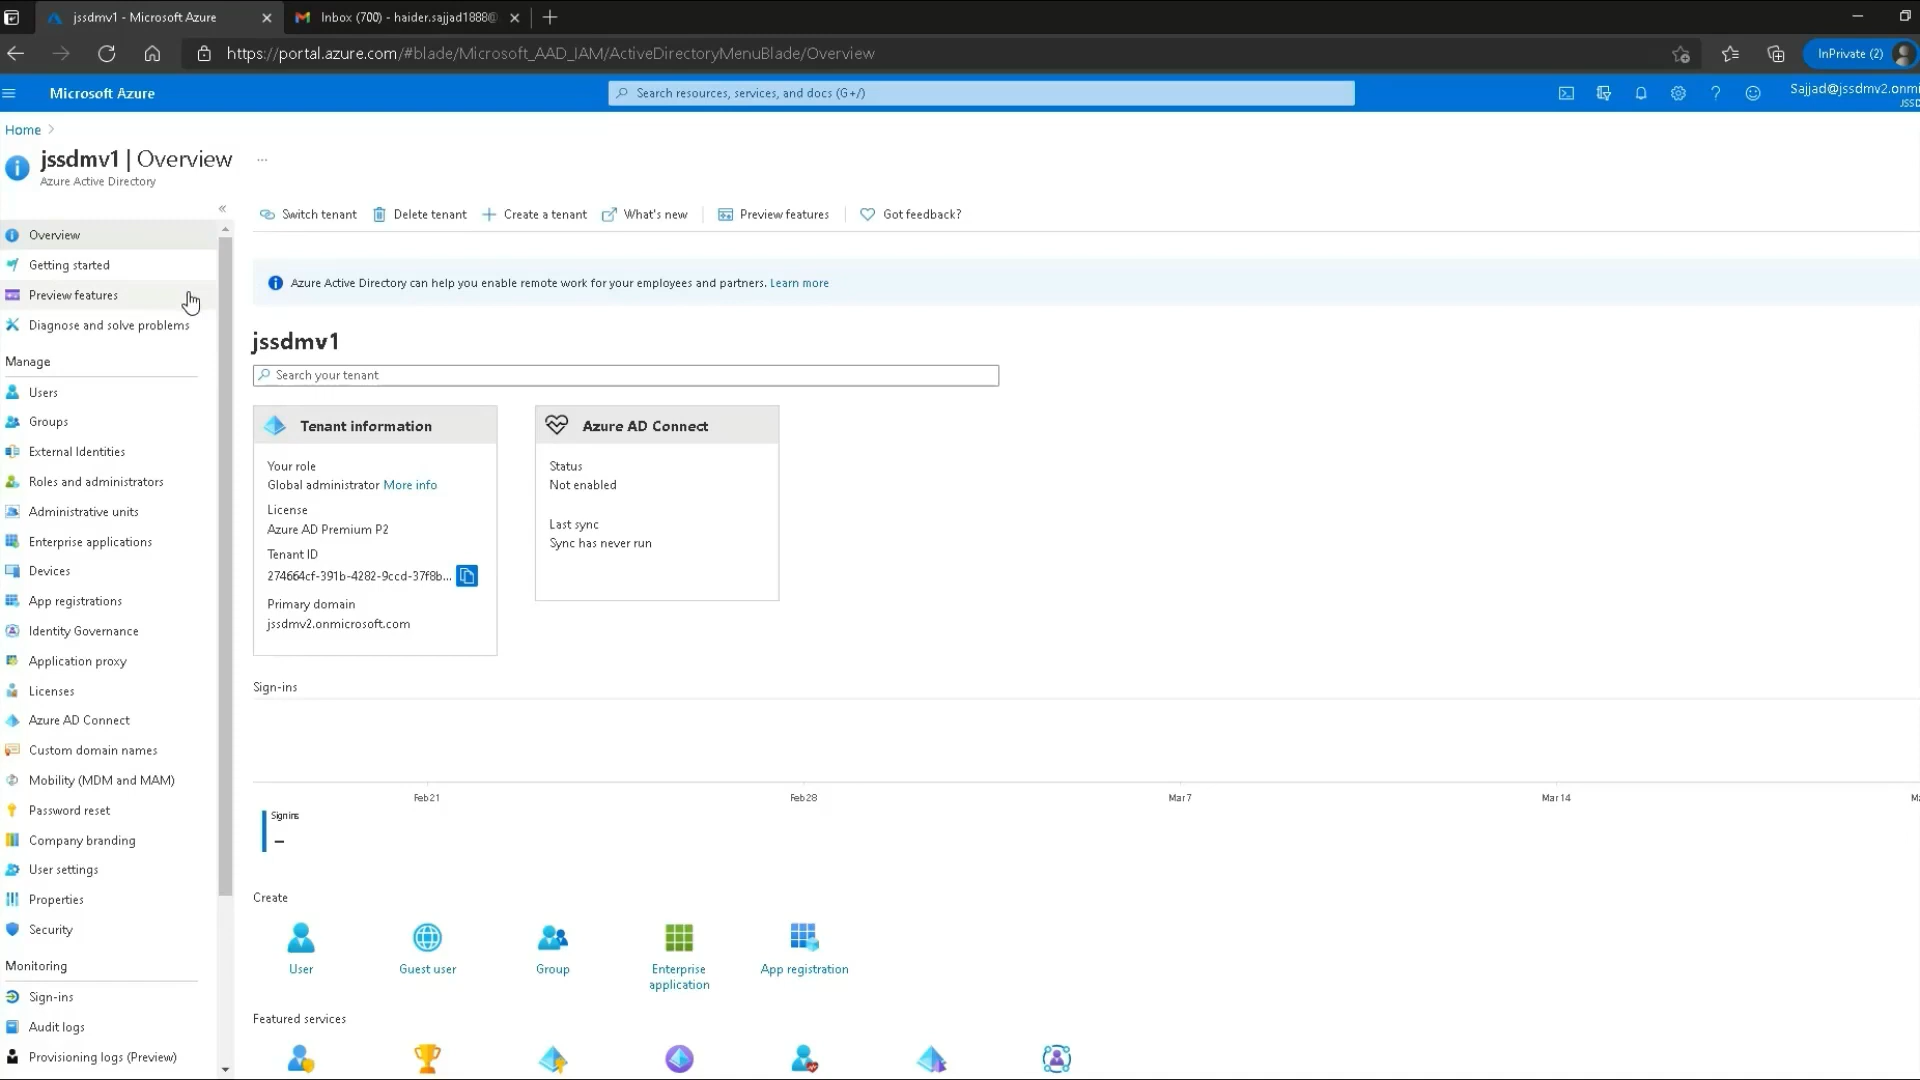 jssdmv1 - Microsoft Azure
Inbox (700) - haider.sajjad1888@
https://portal.azure.com/#blade/Microsoft_AAD_IAM/ActiveDirectoryMenuBlade/Overview
InPrivate (2)
Microsoft Azure
Search resources, services, and docs (G+/)
Sajjad@jssdmv2.onmi
JSSD
Home
jssdmv1 | Overview
...
Azure Active Directory
Switch tenant
Delete tenant
Create a tenant
What's new
Preview features
Got feedback?
Overview
Getting started
Preview features
Diagnose and solve problems
Manage
Users
Groups
External Identities
Roles and administrators
Administrative units
Enterprise applications
Devices
App registrations
Identity Governance
Application proxy
Licenses
Azure AD Connect
Custom domain names
Mobility (MDM and MAM)
Password reset
Company branding
User settings
Properties
Security
Monitoring
Sign-ins
Audit logs
Provisioning logs (Preview)
Azure Active Directory can help you enable remote work for your employees and partners. Learn more
jssdmv1
Search your tenant
Tenant information
Your role
Global administrator More info
License
Azure AD Premium P2
Tenant ID
274664cf-391b-4282-9ccd-37f8b...
Primary domain
jssdmv2.onmicrosoft.com
Azure AD Connect
Status
Not enabled
Last sync
Sync has never run
Sign-ins
Feb 21
Feb 28
Mar 7
Mar 14
Ma
Sign ins
--
Create
User
Guest user
Group
Enterprise application
App registration
Featured services